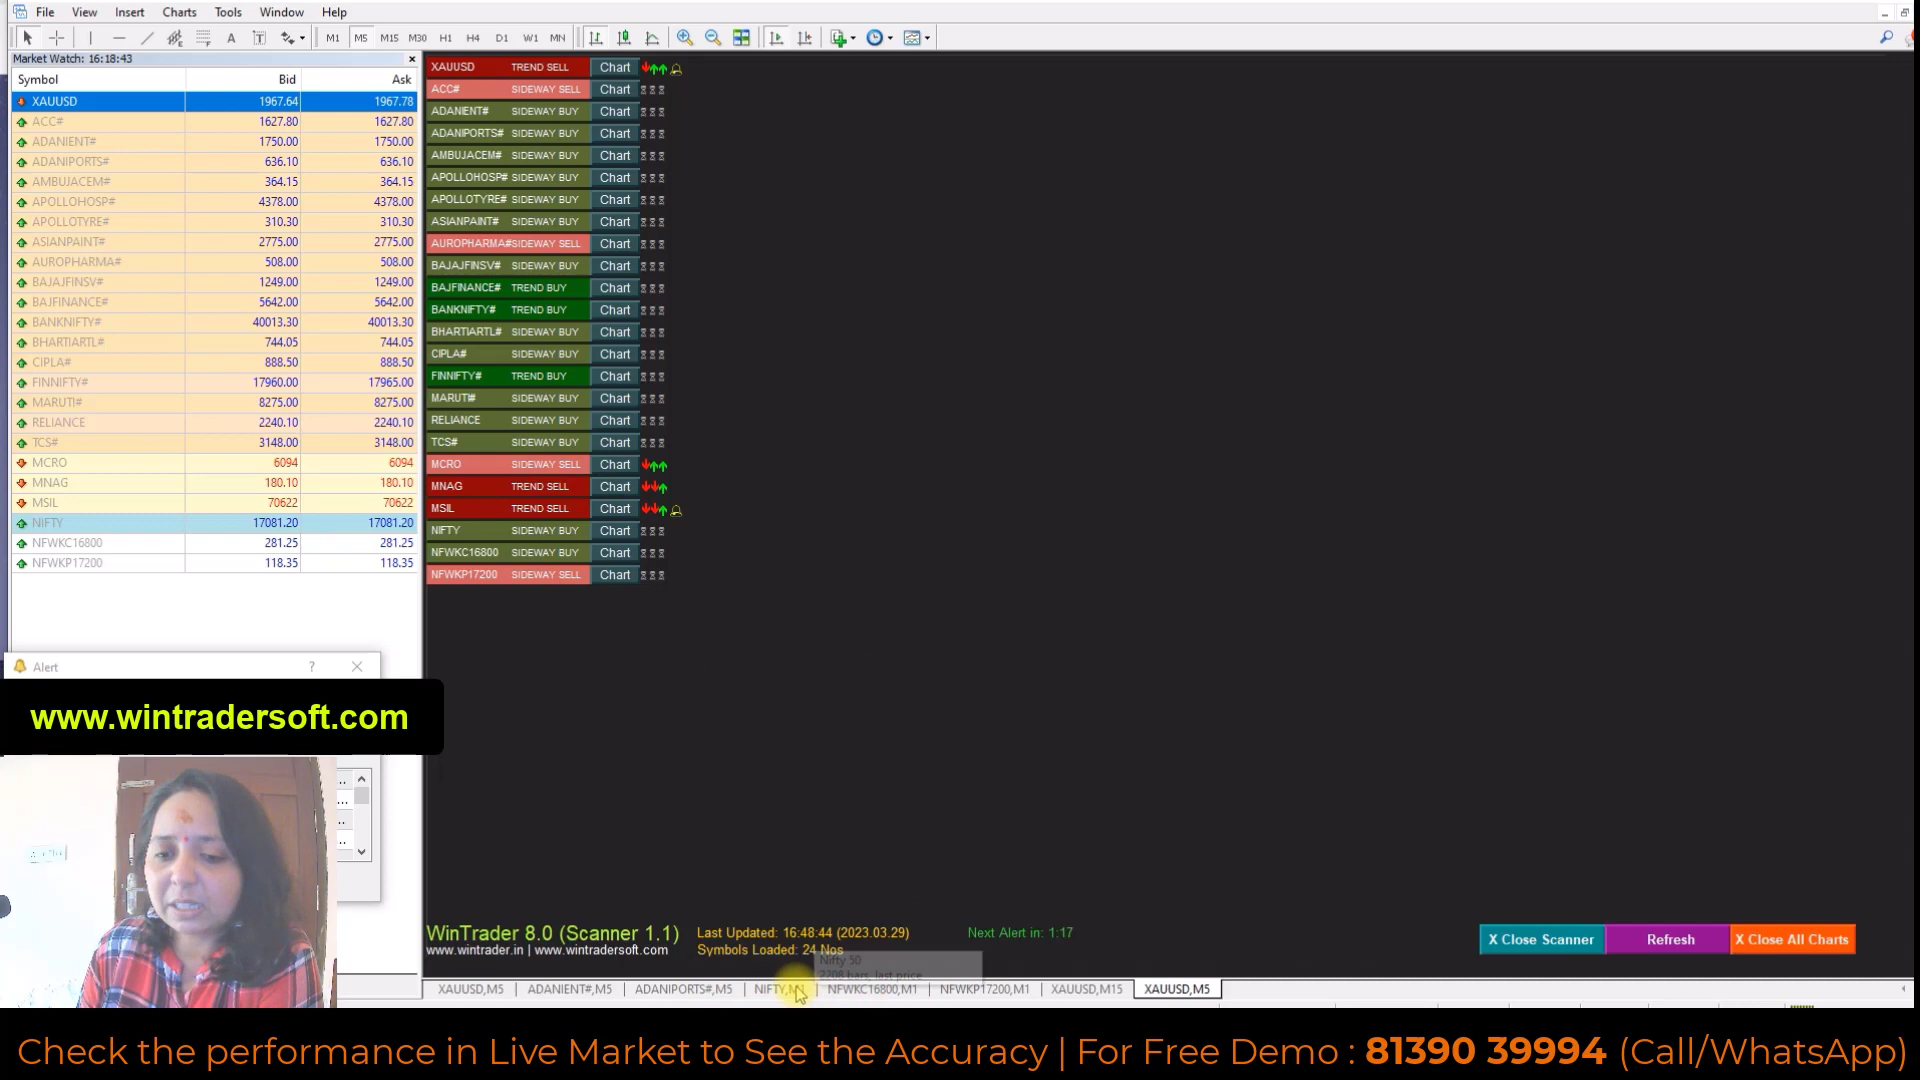 File View Insert Charts Tools Window Help
A T M1 M5 M15 M30 H1 H4 D1 W1 MN
Market Watch: 16:18:43
Symbol Bid Ask
XAUUSD 1967.64 1967.78
ACC# 1627.80 1627.80
ADANIENT# 1750.00 1750.00
ADANIPORTS# 636.10 636.10
AMBUJACEM# 364.15 364.15
APOLLOHOSP# 4378.00 4378.00
APOLLOTYRE# 310.30 310.30
ASIANPAINT# 2775.00 2775.00
AUROPHARMA# 508.00 508.00
BAJAJFINSV# 1249.00 1249.00
BAJFINANCE# 5642.00 5642.00
BANKNIFTY# 40013.30 40013.30
BHARTIARTL# 744.05 744.05
CIPLA# 888.50 888.50
FINNIFTY# 17960.00 17965.00
MARUTI# 8275.00 8275.00
RELIANCE 2240.10 2240.10
TCS# 3148.00 3148.00
MCRO 6094 6094
MNAG 180.10 180.10
MSIL 70622 70622
NIFTY 17081.20 17081.20
NFWKC16800 281.25 281.25
NFWKP17200 118.35 118.35
XAUUSD TREND SELL Chart
ACC# SIDEWAY SELL Chart
ADANIENT# SIDEWAY BUY Chart
ADANIPORTS# SIDEWAY BUY Chart
AMBUJACEM# SIDEWAY BUY Chart
APOLLOHOSP# SIDEWAY BUY Chart
APOLLOTYRE# SIDEWAY BUY Chart
ASIANPAINT# SIDEWAY BUY Chart
AUROPHARMA# SIDEWAY SELL Chart
BAJAJFINSV# SIDEWAY BUY Chart
BAJFINANCE# TREND BUY Chart
BANKNIFTY# TREND BUY Chart
BHARTIARTL# SIDEWAY BUY Chart
CIPLA# SIDEWAY BUY Chart
FINNIFTY# TREND BUY Chart
MARUTI# SIDEWAY BUY Chart
RELIANCE SIDEWAY BUY Chart
TCS# SIDEWAY BUY Chart
MCRO SIDEWAY SELL Chart
MNAG TREND SELL Chart
MSIL TREND SELL Chart
NIFTY SIDEWAY BUY Chart
NFWKC16800 SIDEWAY BUY Chart
NFWKP17200 SIDEWAY SELL Chart
Alert ?
www.wintradersoft.com
WinTrader 8.0 (Scanner 1.1)
www.wintrader.in | www.wintradersoft.com
Last Updated: 16:48:44 (2023.03.29) Next Alert in: 1:17
Symbols Loaded: 24 Nos
X Close Scanner Refresh X Close All Charts
Nifty 50
2208 bars, last price
XAUUSD,M5 ADANIENT#,M5 ADANIPORTS#,M5 NIFTY,M1 NFWKC16800,M1 NFWKP17200,M1 XAUUSD,M15 XAUUSD,M5
Check the performance in Live Market to See the Accuracy | For Free Demo : 81390 39994 (Call/WhatsApp)